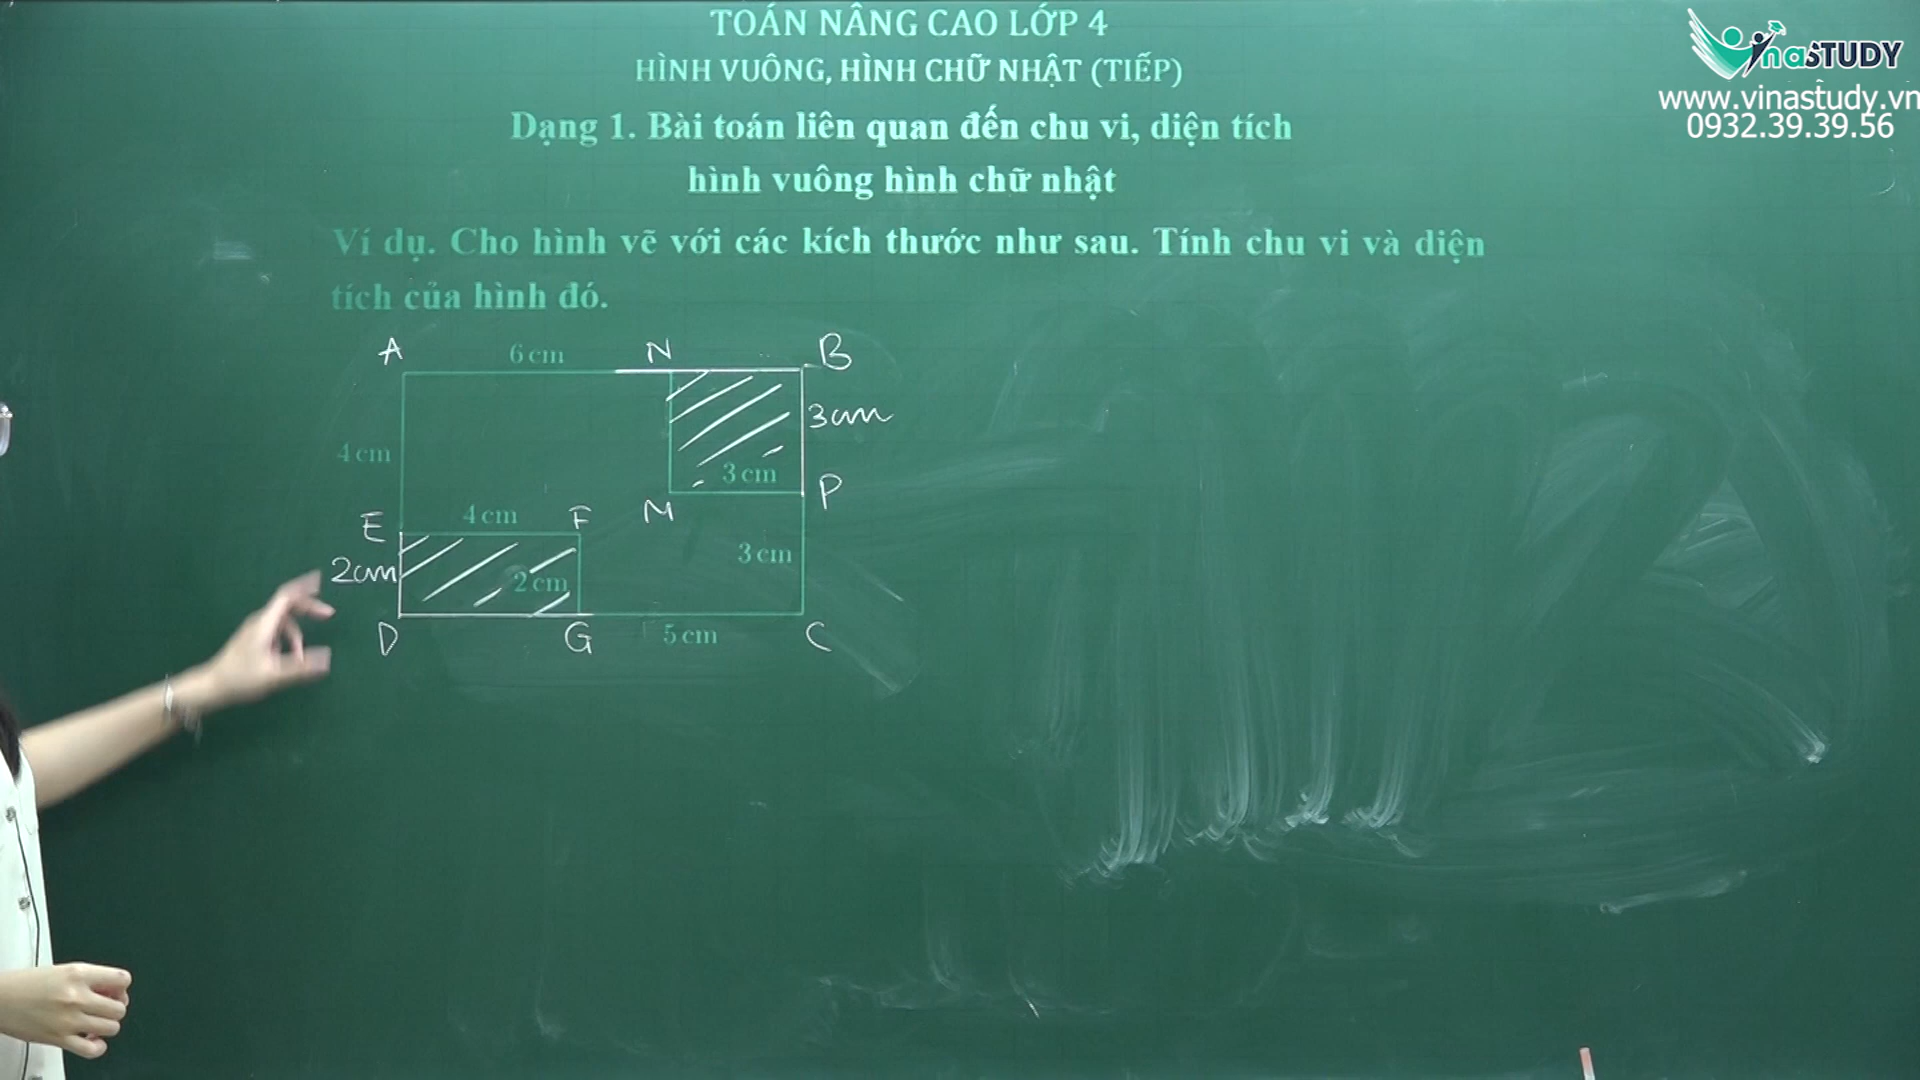 TOÁN NÂNG CAO LỚP 4
HÌNH VUÔNG, HÌNH CHỮ NHẬT (TIẾP)
VinaSTUDY
www.vinastudy.vn
0932.39.39.56
Dạng 1. Bài toán liên quan đến chu vi, diện tích
hình vuông hình chữ nhật
Ví dụ. Cho hình vẽ với các kích thước như sau. Tính chu vi và diện
tích của hình đó.
A 6 cm N B
3cm
4 cm
3 cm
M P
E 4 cm F
3 cm
2cm 2 cm
D G 5 cm C